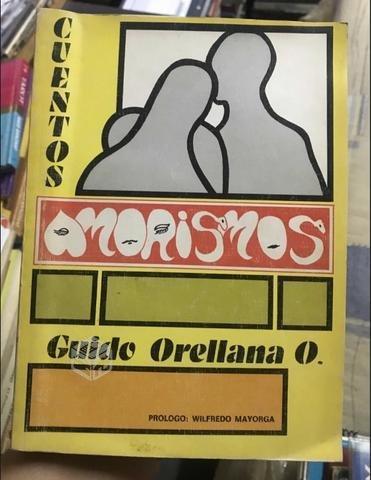 CUENTOS
AMORISMOS
Guido Orellana O.
PROLOGO: WILFREDO MAYORGA